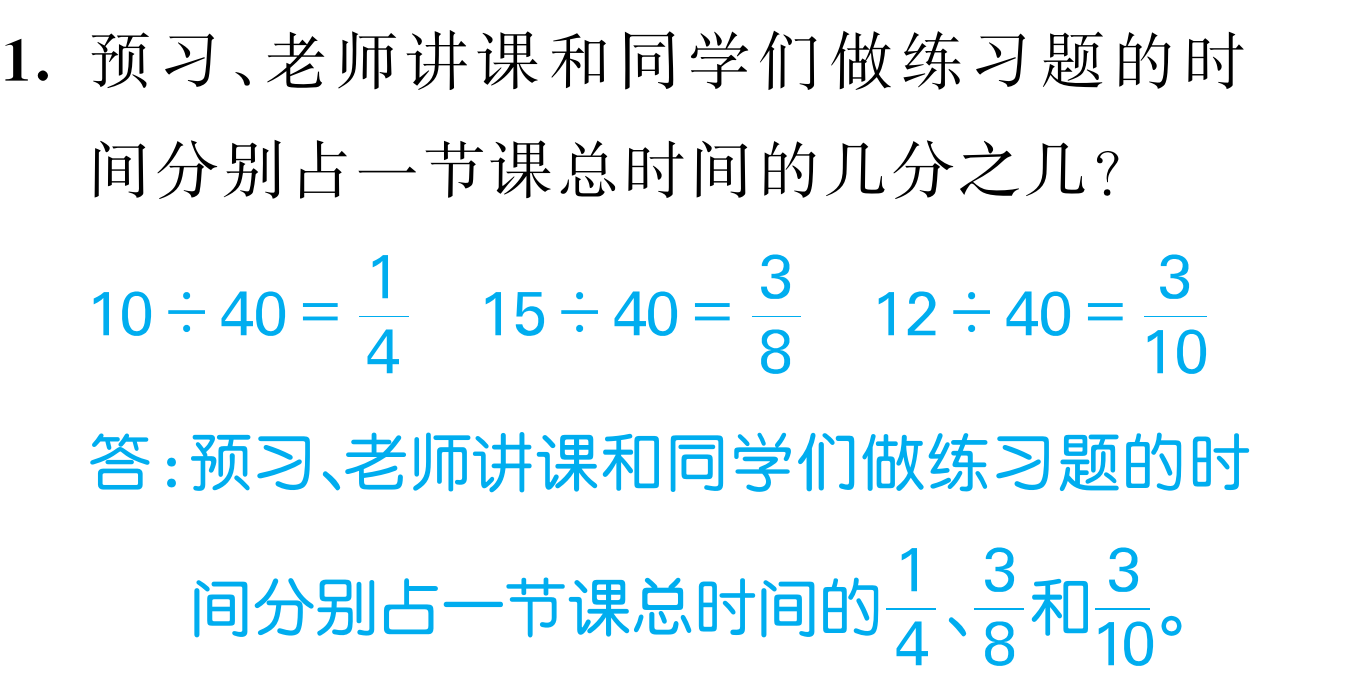 1. 预习、老师讲课和同学们做练习题的时
间分别占一节课总时间的几分之几?
10÷40=1/4 15÷40=3/8 12÷40=3/10
答:预习、老师讲课和同学们做练习题的时
间分别占一节课总时间的1/4、3/8和3/10。